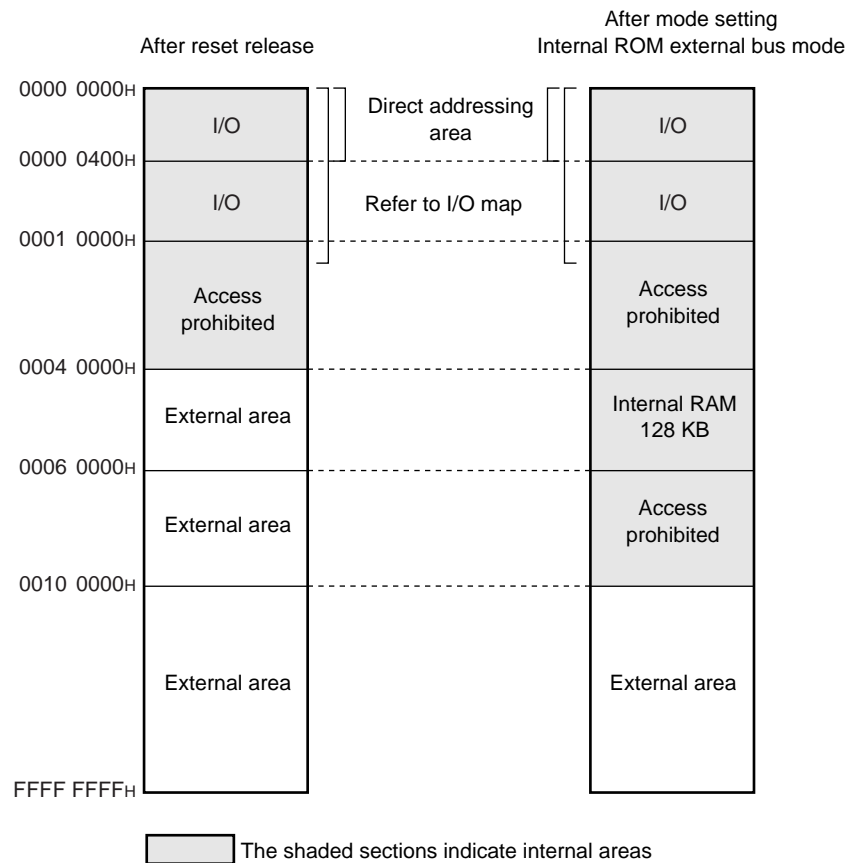 After reset release
After mode setting
Internal ROM external bus mode
0000 0000H
I/O
Direct addressing
area
I/O
0000 0400H
I/O
Refer to I/O map
I/O
0001 0000H
Access
prohibited
Access
prohibited
0004 0000H
External area
Internal RAM
128 KB
0006 0000H
External area
Access
prohibited
0010 0000H
External area
External area
FFFF FFFFH
The shaded sections indicate internal areas